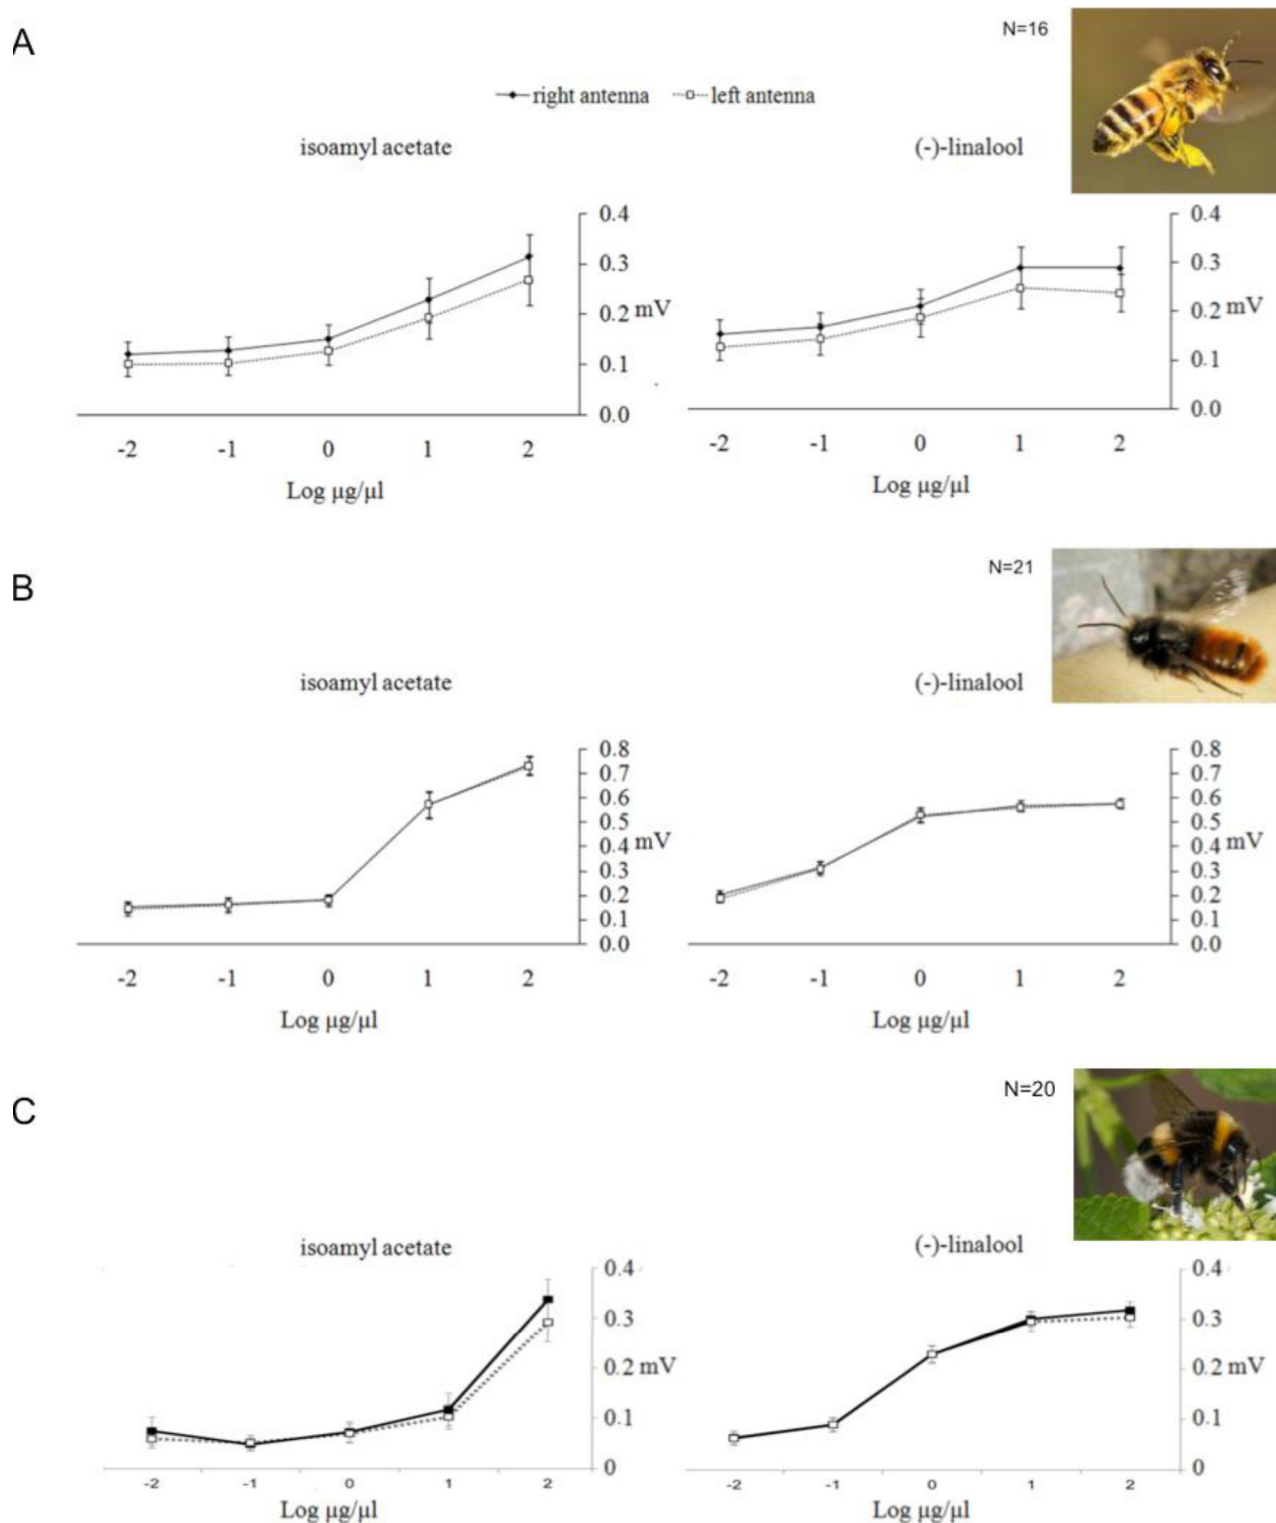 A
N=16
right antenna left antenna
isoamyl acetate (-)-linalool
0.4 0.4
0.3 0.3
mV mV
0.2 0.2
0.1 0.1
0.0 0.0
-2 -1 0 1 2 -2 -1 0 1 2
Log µg/µl Log µg/µl
B
N=21
isoamyl acetate (-)-linalool
0.8 0.8
0.7 0.7
0.6 0.6
0.5 0.5
0.4 mV 0.4 mV
0.3 0.3
0.2 0.2
0.1 0.1
0.0 0.0
-2 -1 0 1 2 -2 -1 0 1 2
Log µg/µl Log µg/µl
C
N=20
isoamyl acetate (-)-linalool
0.4 0.4
0.3 0.3
0.2 mV 0.2 mV
0.1 0.1
0 0
-2 -1 0 1 2 -2 -1 0 1 2
Log µg/µl Log µg/µl